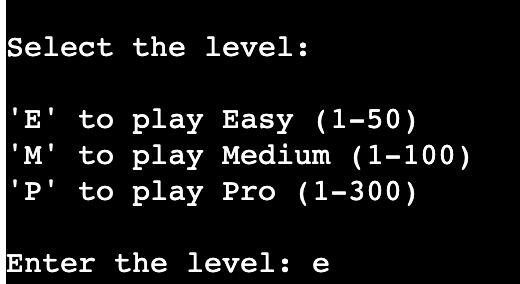 Select the level:
'E' to play Easy (1-50)
'M' to play Medium (1-100)
'P' to play Pro (1-300)
Enter the level: e